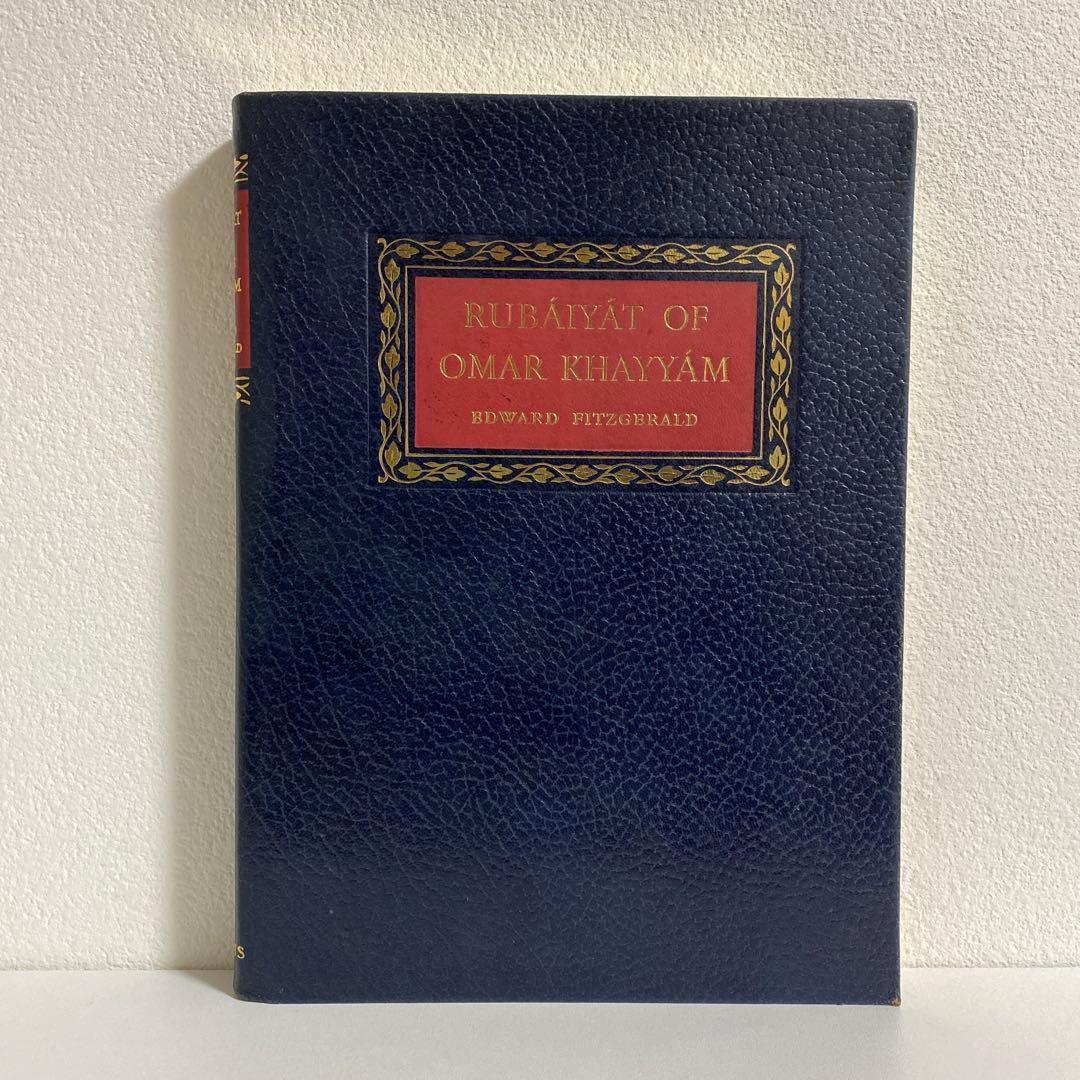 RUBÁIYÁT OF
OMAR KHAYYÁM
EDWARD FITZGERALD